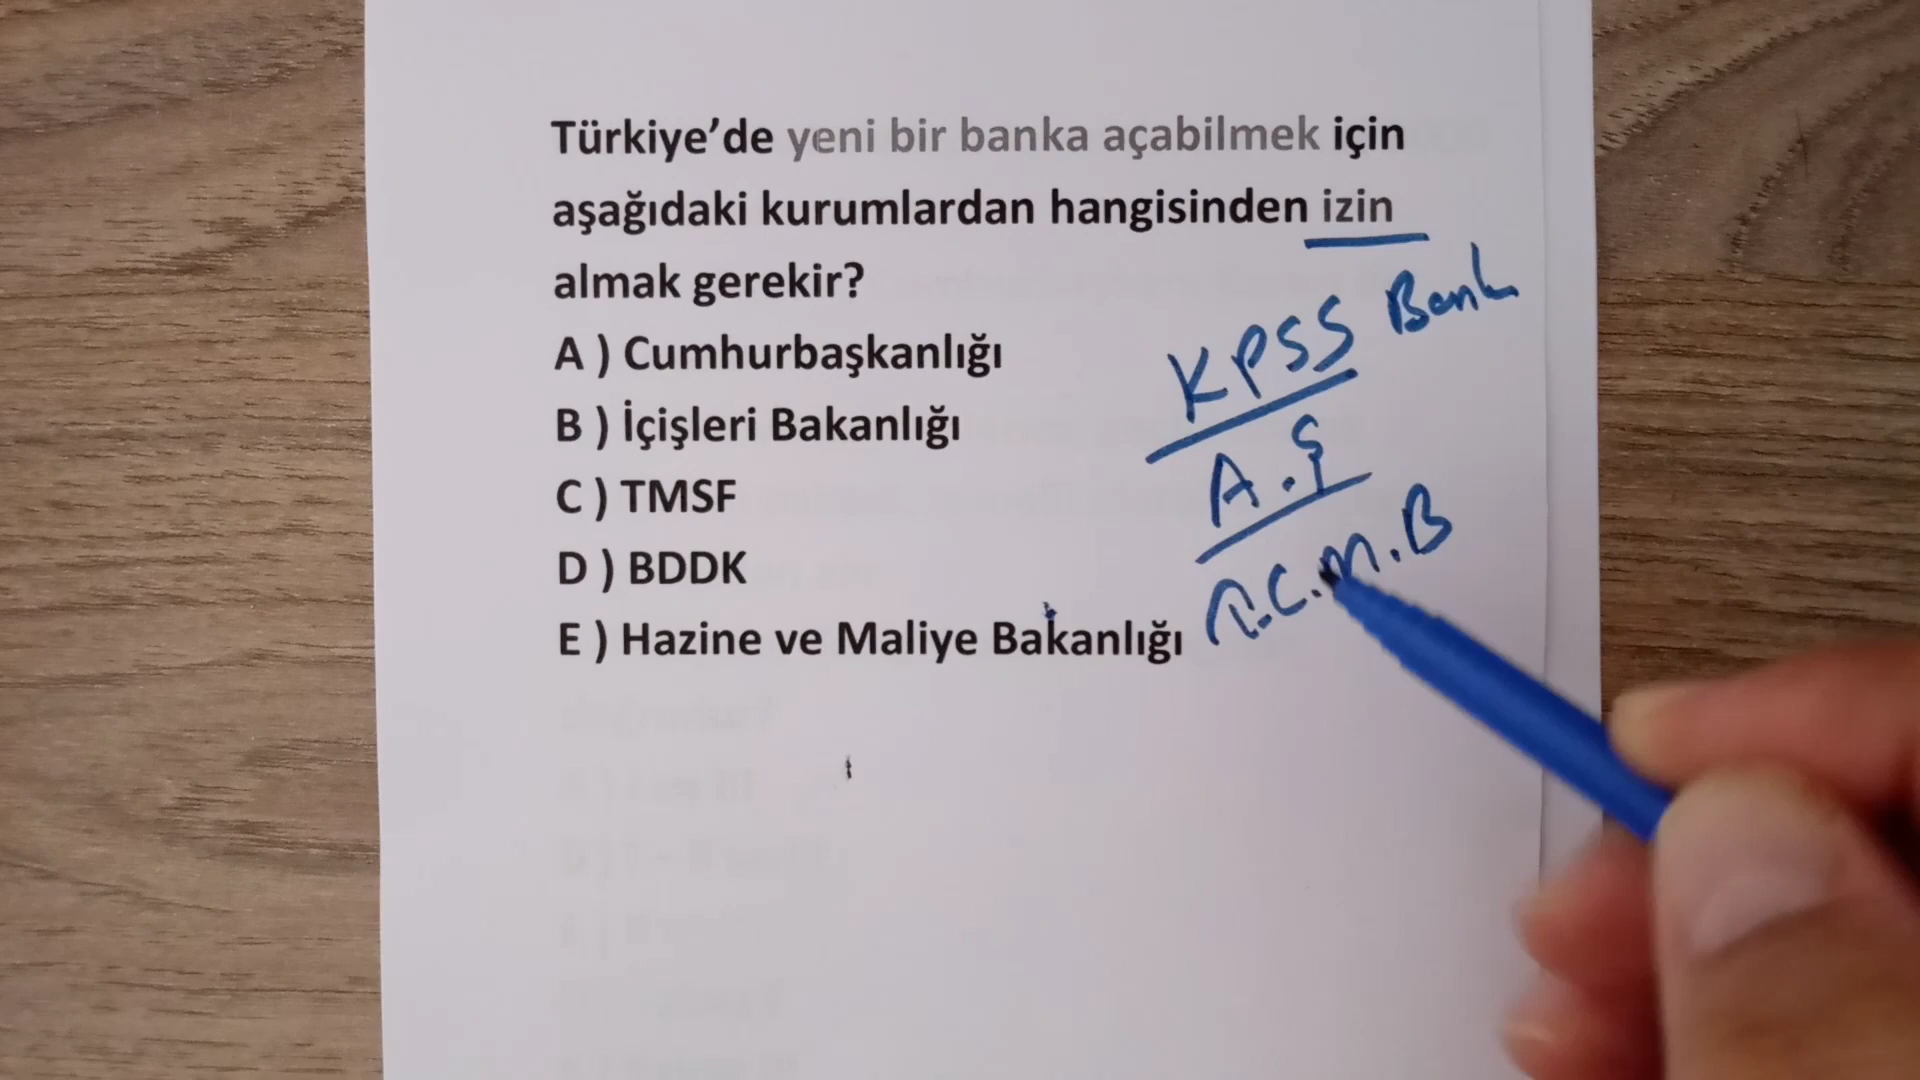 Türkiye'de yeni bir banka açabilmek için
aşağıdaki kurumlardan hangisinden izin
almak gerekir?
A ) Cumhurbaşkanlığı
B ) İçişleri Bakanlığı
C ) TMSF
D ) BDDK
E ) Hazine ve Maliye Bakanlığı
KPSS Bank
A.Ş
T.C.M.B